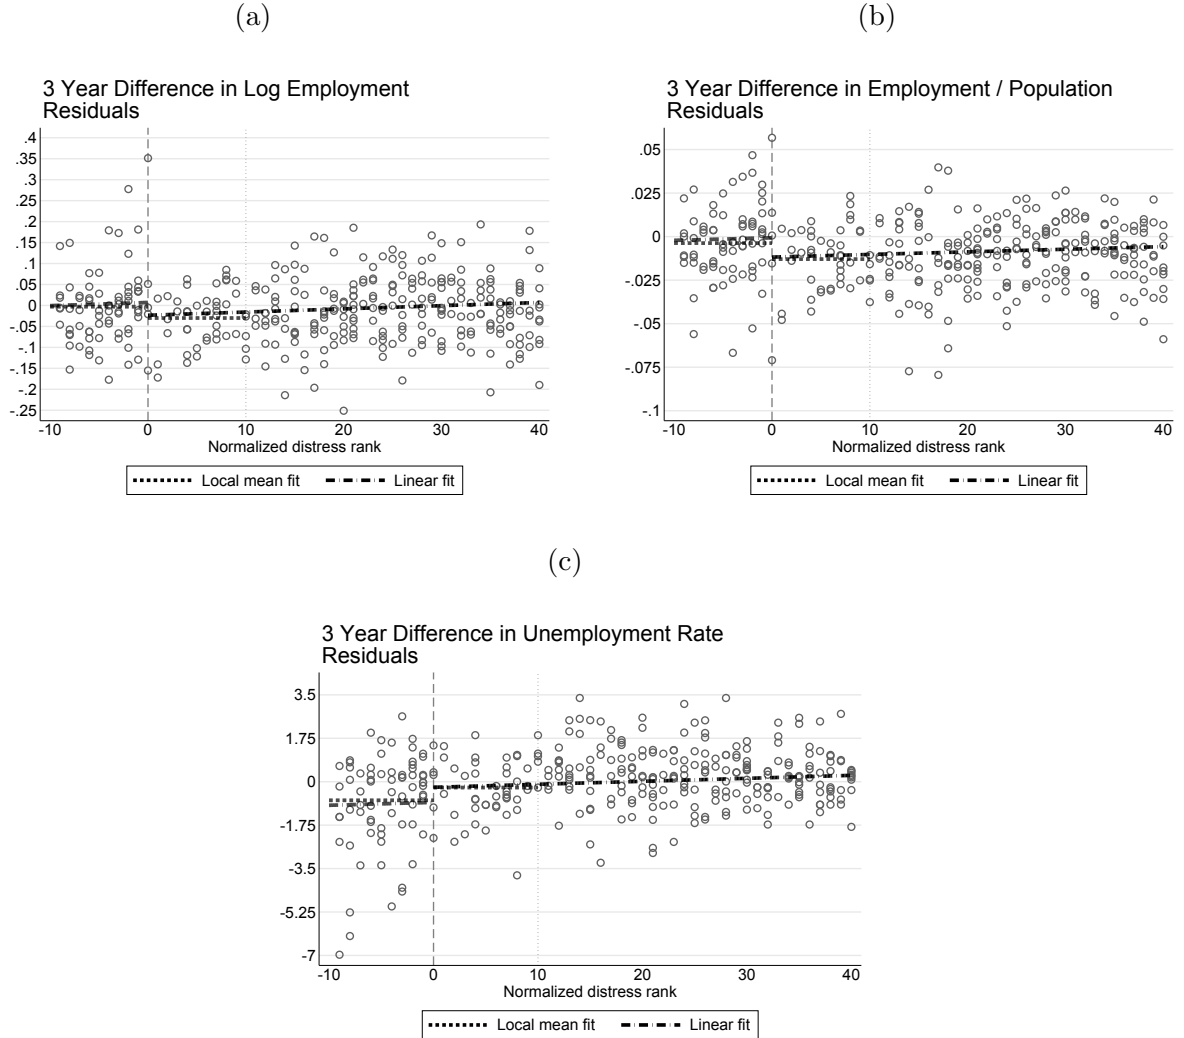 (a)
3 Year Difference in Log Employment
Residuals
.4
.35
.3
.25
.2
.15
.1
.05
0
-.05
-.1
-.15
-.2
-.25
-10 0 10 20 30 40
Normalized distress rank
Local mean fit Linear fit
(b)
3 Year Difference in Employment / Population
Residuals
.05
.025
0
-.025
-.05
-.075
-.1
-10 0 10 20 30 40
Normalized distress rank
Local mean fit Linear fit
(c)
3 Year Difference in Unemployment Rate
Residuals
3.5
1.75
0
-1.75
-3.5
-5.25
-7
-10 0 10 20 30 40
Normalized distress rank
Local mean fit Linear fit